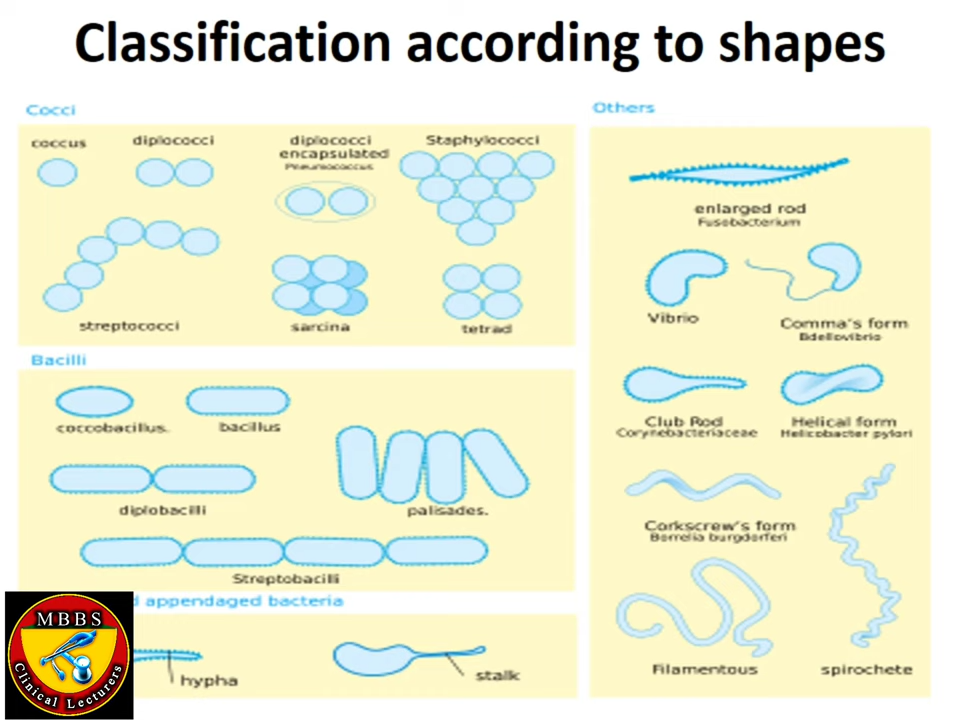 Classification according to shapes
Cocci
coccus
diplococci
diplococci
encapsulated
Pneumococcus
Staphylococci
streptococci
sarcina
tetrad
Bacilli
coccobacillus.
bacillus
diplobacilli
palisades.
Streptobacilli
d appendaged bacteria
hypha
stalk
Others
enlarged rod
Fusobacterium
Vibrio
Comma's form
Bdellovibrio
Club Rod
Corynebacteriaceae
Helical form
Helicobacter pylori
Corkscrew's form
Borrelia burgdorferi
Filamentous
spirochete
MBBS
Clinical Lecturers